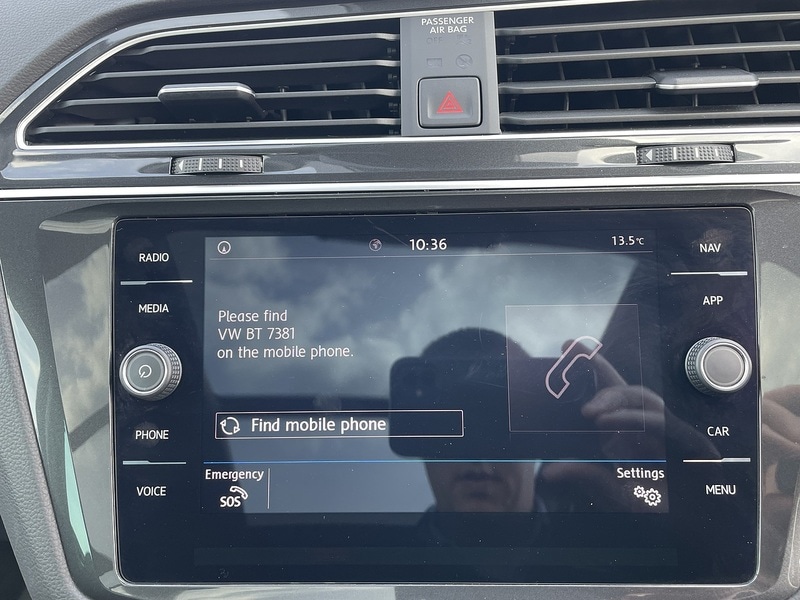 PASSENGER
AIR BAG
10:36
13.5°C
RADIO
MEDIA
PHONE
VOICE
Please find
VW BT 7381
on the mobile phone.
Find mobile phone
Emergency
SOS
Settings
NAV
APP
CAR
MENU